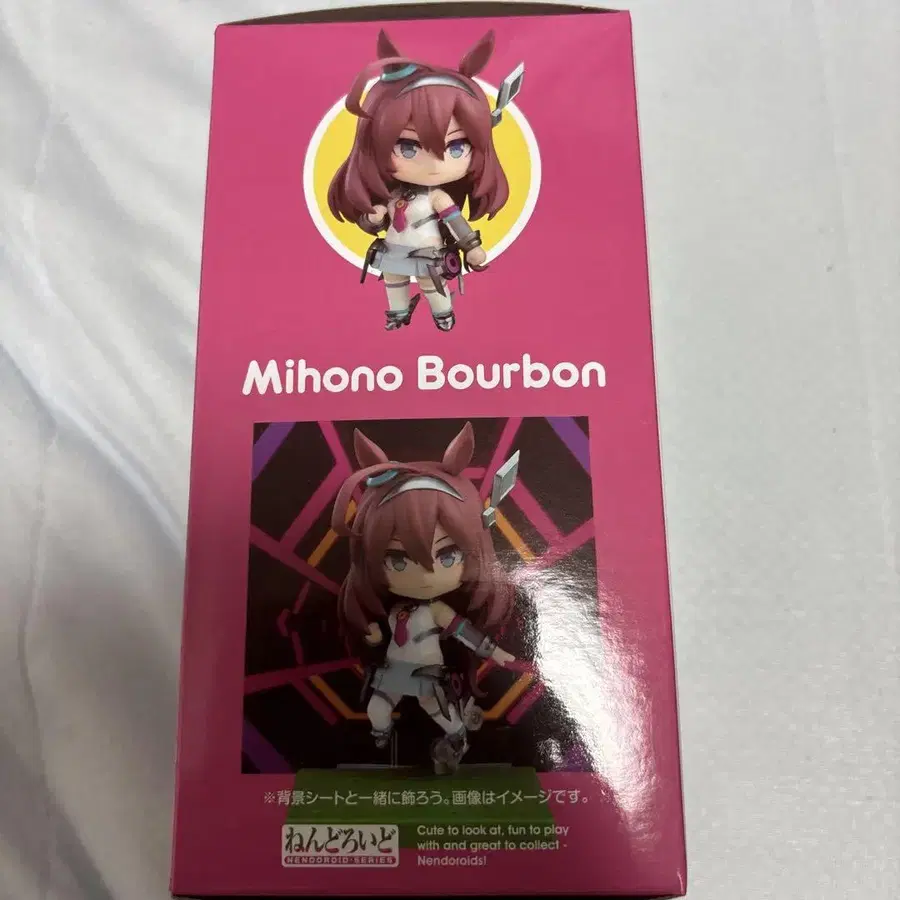 Mihono Bourbon
※背景シートと一緒に飾ろう。画像はイメージです。
ねんどろいど
NENDOROID·SERIES
Cute to look at, fun to play
with and great to collect -
Nendoroids!